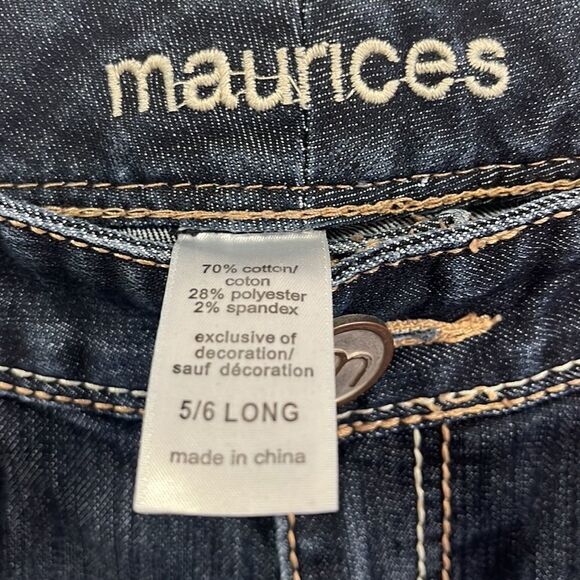 maurices
70% cotton/
coton
28% polyester
2% spandex
exclusive of
decoration/
sauf décoration
5/6 LONG
made in china
m